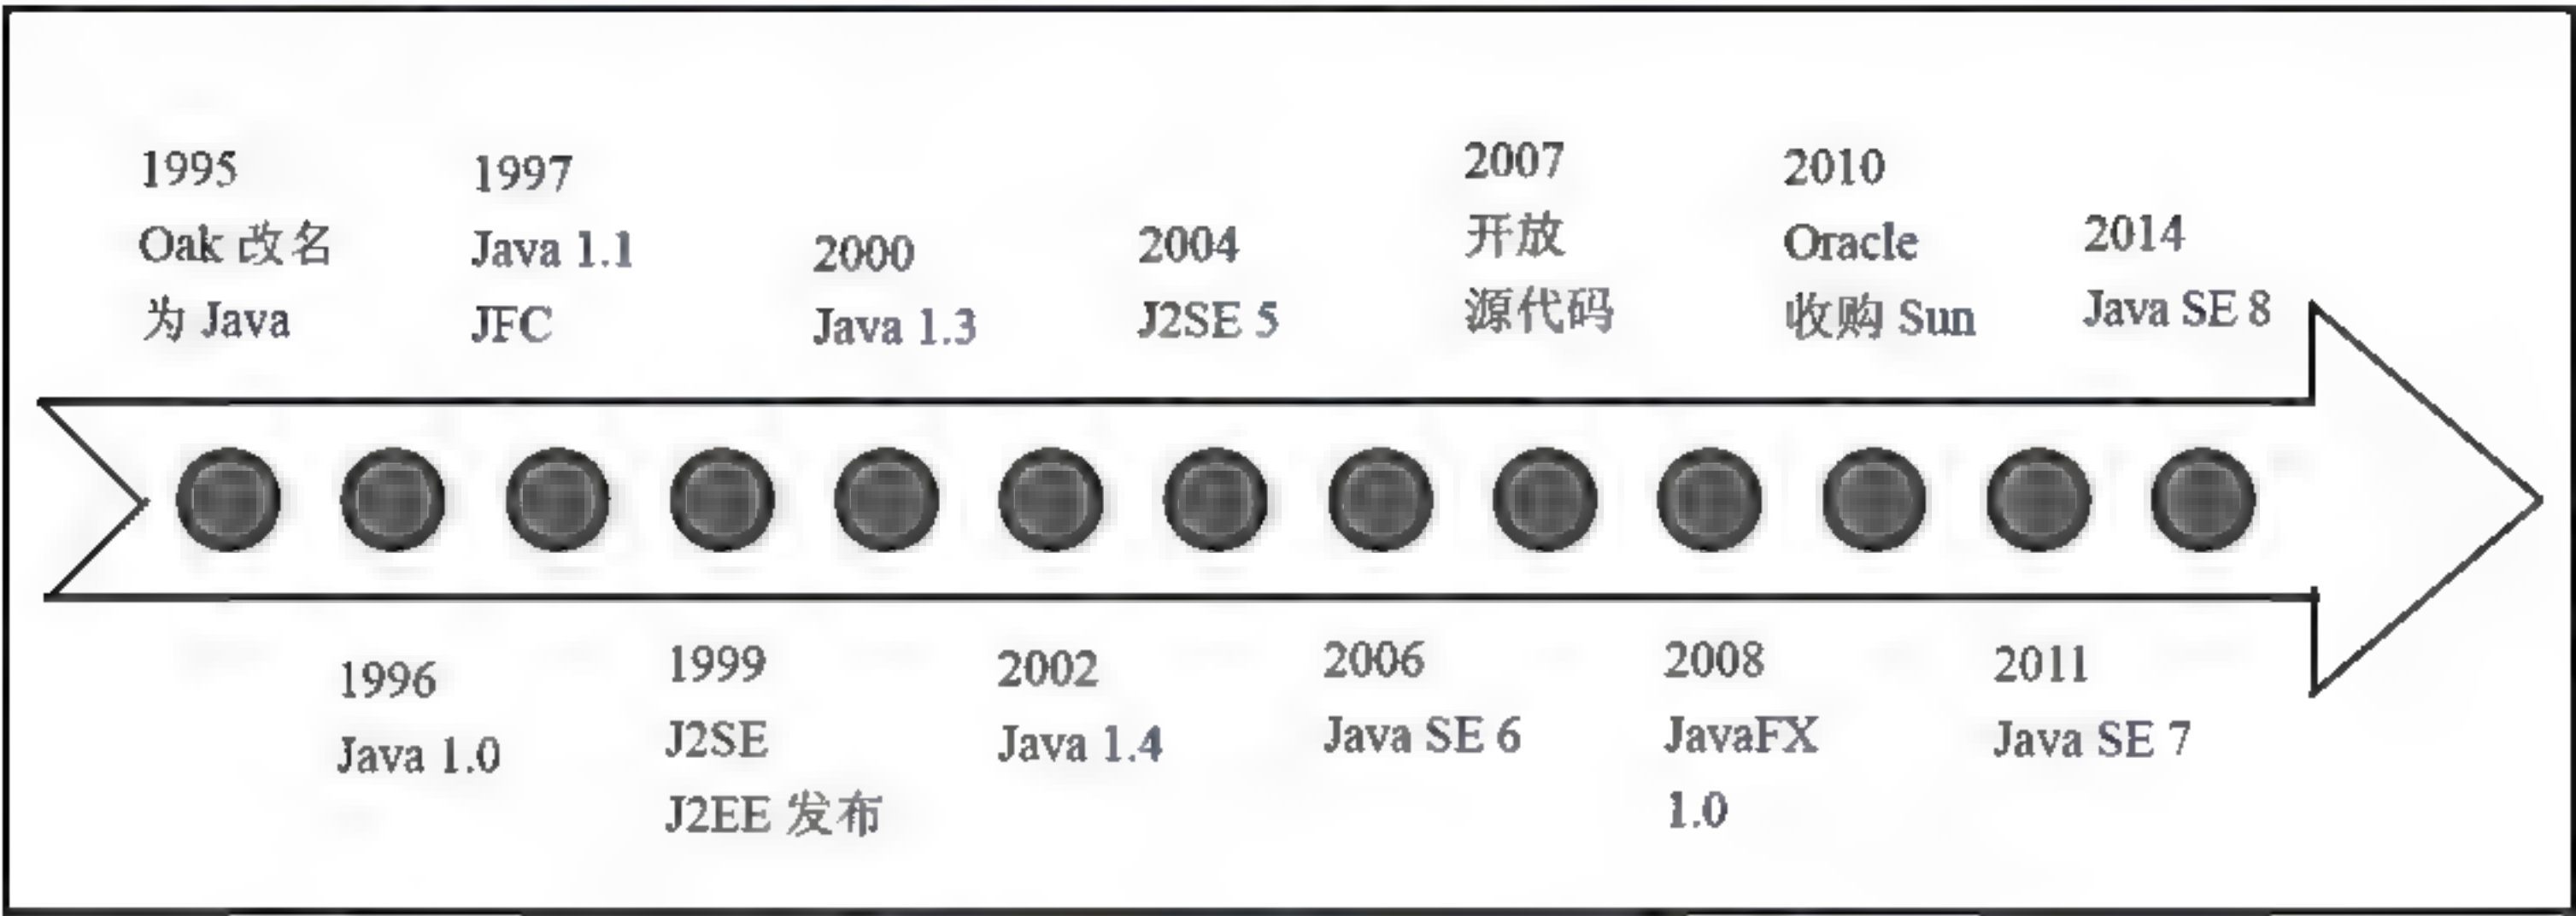 1995
Oak 改名
为 Java
1997
Java 1.1
JFC
2000
Java 1.3
2004
J2SE 5
2007
开放
源代码
2010
Oracle
收购 Sun
2014
Java SE 8
1996
Java 1.0
1999
J2SE
J2EE 发布
2002
Java 1.4
2006
Java SE 6
2008
JavaFX
1.0
2011
Java SE 7